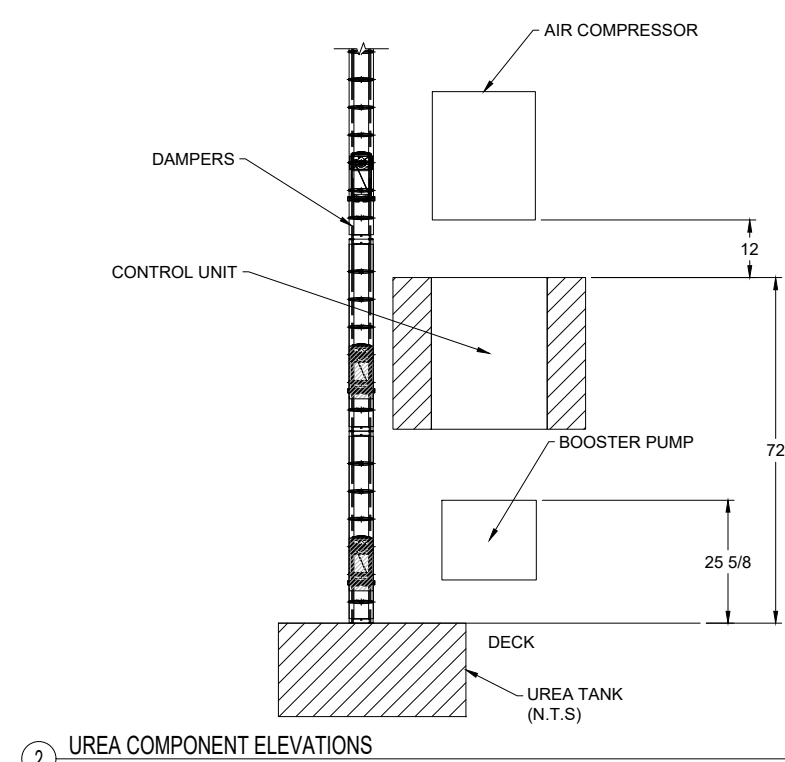 AIR COMPRESSOR
DAMPERS
12
CONTROL UNIT
BOOSTER PUMP
72
25 5/8
DECK
UREA TANK
(N.T.S)
2 UREA COMPONENT ELEVATIONS